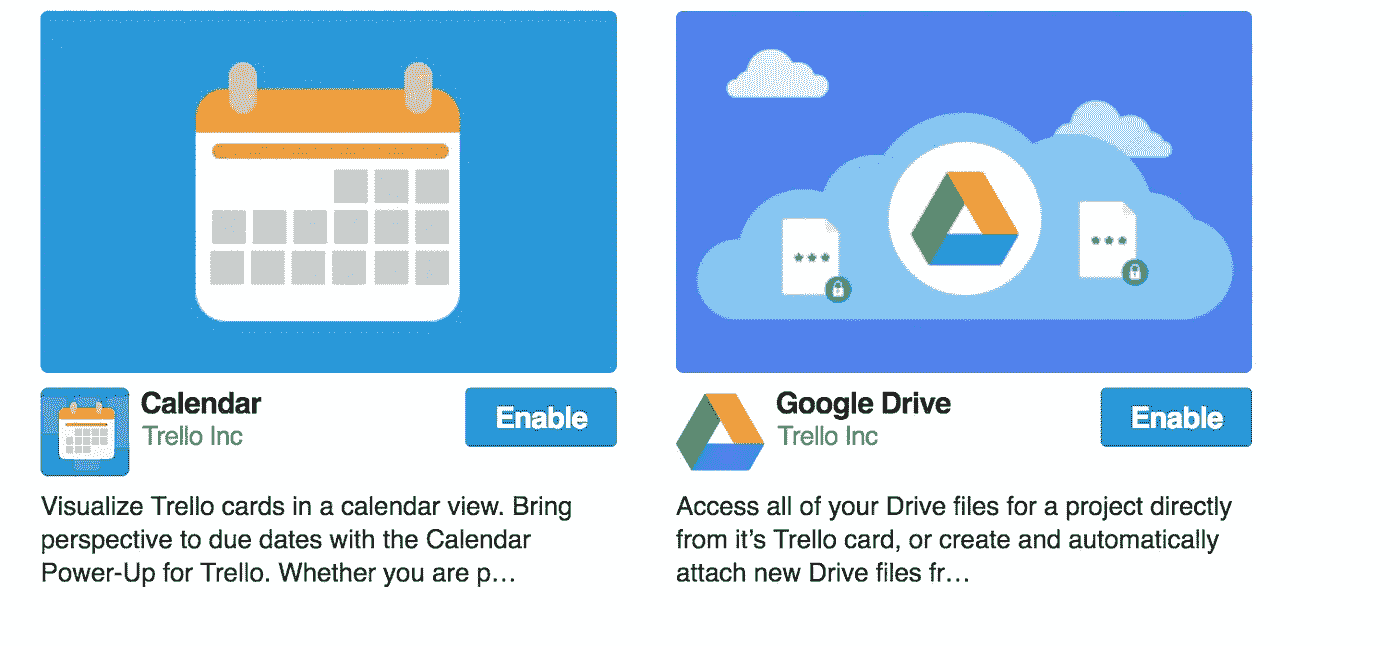 Calendar
Trello Inc
Enable
Visualize Trello cards in a calendar view. Bring
perspective to due dates with the Calendar
Power-Up for Trello. Whether you are p…
Google Drive
Trello Inc
Enable
Access all of your Drive files for a project directly
from it’s Trello card, or create and automatically
attach new Drive files fr…